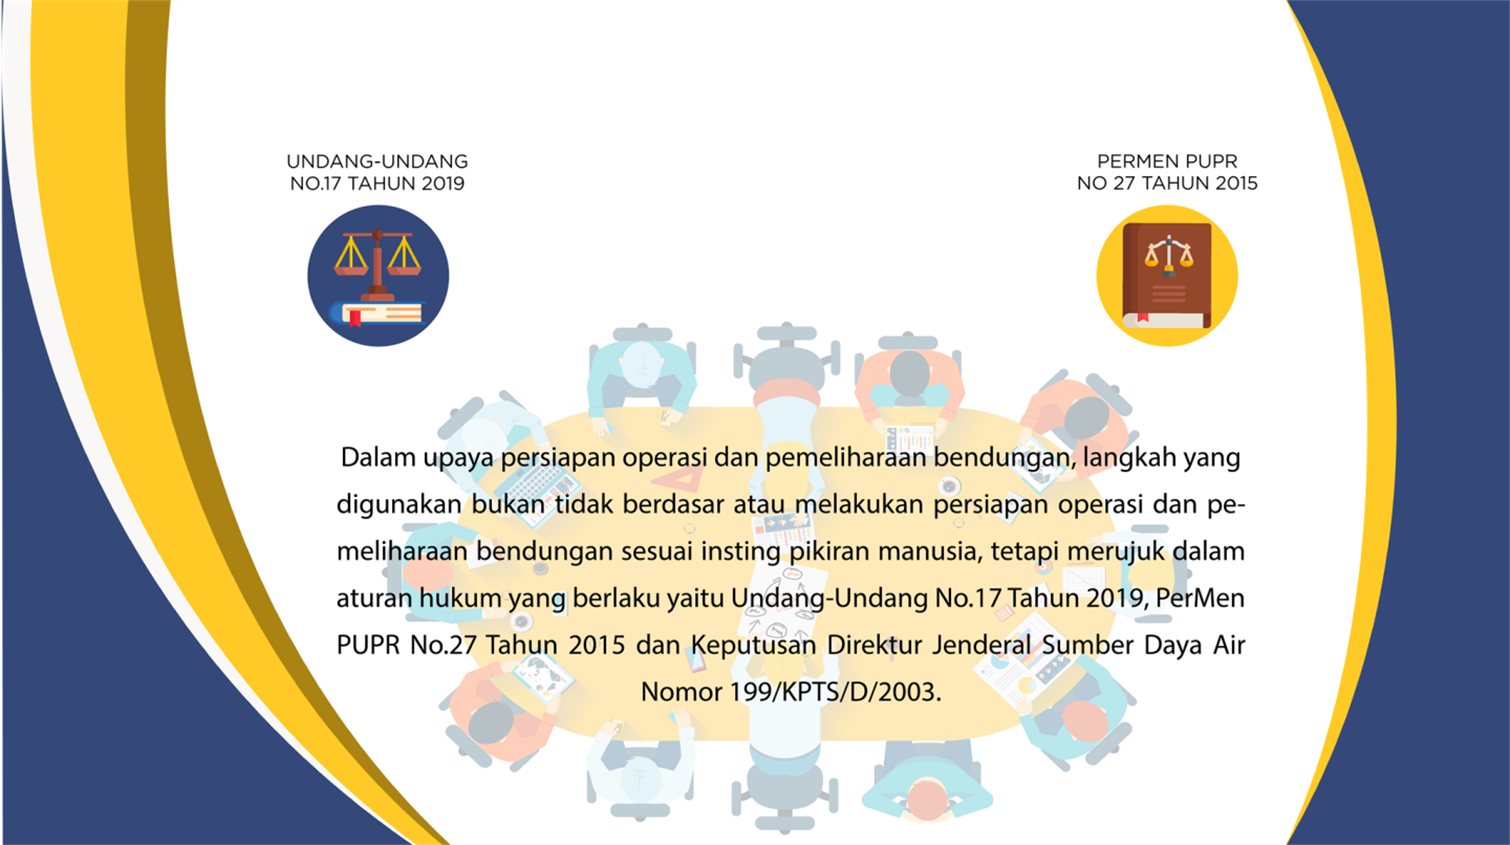 UNDANG-UNDANG
NO.17 TAHUN 2019
PERMEN PUPR
NO 27 TAHUN 2015
Dalam upaya persiapan operasi dan pemeliharaan bendungan, langkah yang
digunakan bukan tidak berdasar atau melakukan persiapan operasi dan pe-
meliharaan bendungan sesuai insting pikiran manusia, tetapi merujuk dalam
aturan hukum yang berlaku yaitu Undang-Undang No.17 Tahun 2019, PerMen
PUPR No.27 Tahun 2015 dan Keputusan Direktur Jenderal Sumber Daya Air
Nomor 199/KPTS/D/2003.